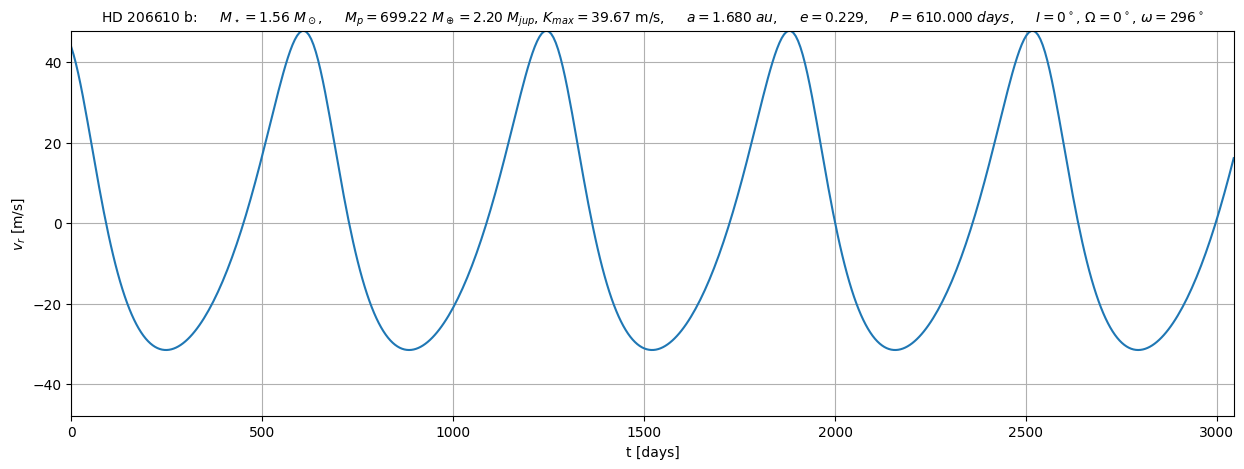 HD 206610 b: M⋆ = 1.56 M⊙, Mp = 699.22 M⊕ = 2.20 Mjup, Kmax = 39.67 m/s, a = 1.680 au, e = 0.229, P = 610.000 days, I = 0°, Ω = 0°, ω = 296°
40
20
0
−20
−40
vr [m/s]
0 500 1000 1500 2000 2500 3000
t [days]